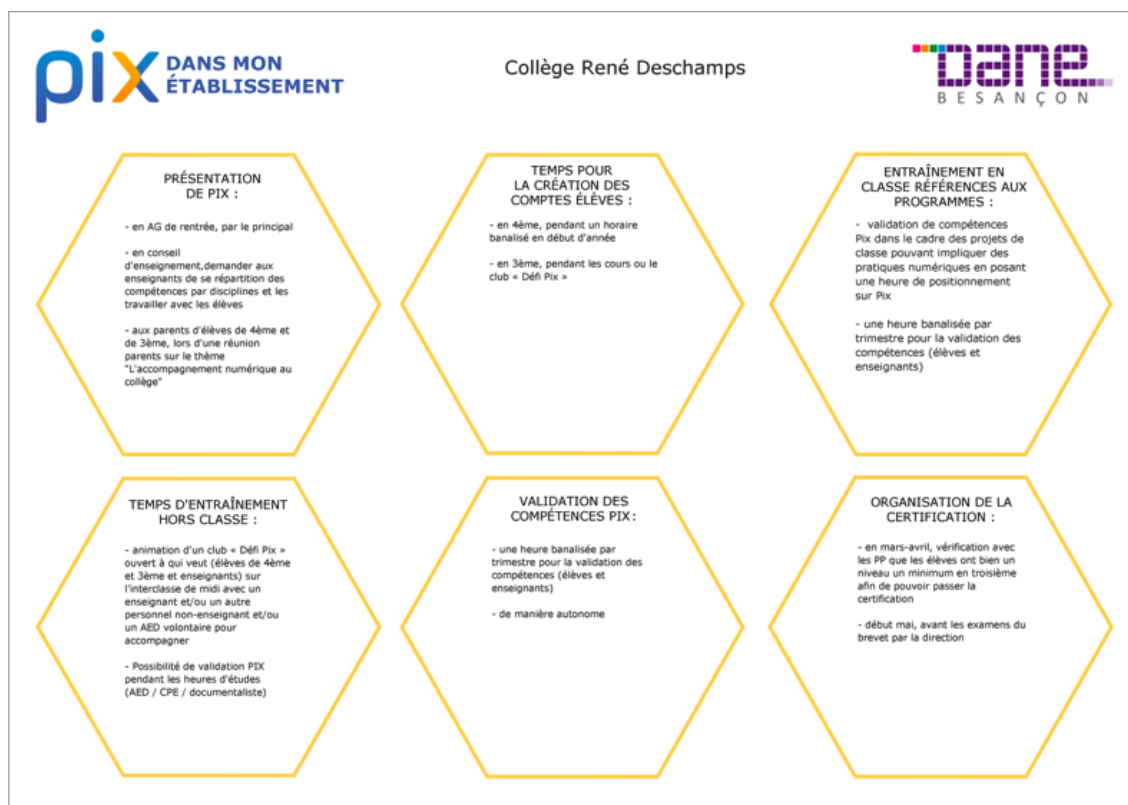 pix DANS MON
ÉTABLISSEMENT
Collège René Deschamps
Dane
BESANÇON
PRÉSENTATION
DE PIX :
- en AG de rentrée, par le principal
- en conseil
d'enseignement,demander aux
enseignants de se répartition des
compétences par disciplines et les
travailler avec les élèves
- aux parents d'élèves de 4ème et
de 3ème, lors d'une réunion
parents sur le thème
"L'accompagnement numérique au
collège"
TEMPS POUR
LA CRÉATION DES
COMPTES ÉLÈVES :
- en 4ème, pendant un horaire
banalisé en début d'année
- en 3ème, pendant les cours ou le
club « Défi Pix »
ENTRAÎNEMENT EN
CLASSE RÉFÉRENCES AUX
PROGRAMMES :
- validation de compétences
Pix dans le cadre des projets de
classe pouvant impliquer des
pratiques numériques en posant
une heure de positionnement
sur Pix
- une heure banalisée par
trimestre pour la validation des
compétences (élèves et
enseignants)
TEMPS D'ENTRAÎNEMENT
HORS CLASSE :
- animation d'un club « Défi Pix »
ouvert à qui veut (élèves de 4ème
et 3ème et enseignants) sur
l'interclasse de midi avec un
enseignant et/ou un autre
personnel non-enseignant et/ou
un AED volontaire pour
accompagner
- Possibilité de validation PIX
pendant les heures d'études
(AED / CPE / documentaliste)
VALIDATION DES
COMPÉTENCES PIX:
- une heure banalisée par
trimestre pour la validation des
compétences (élèves et
enseignants)
- de manière autonome
ORGANISATION DE LA
CERTIFICATION :
- en mars-avril, vérification avec
les PP que les élèves ont bien un
niveau un minimum en troisième
afin de pouvoir passer la
certification
- début mai, avant les examens du
brevet par la direction